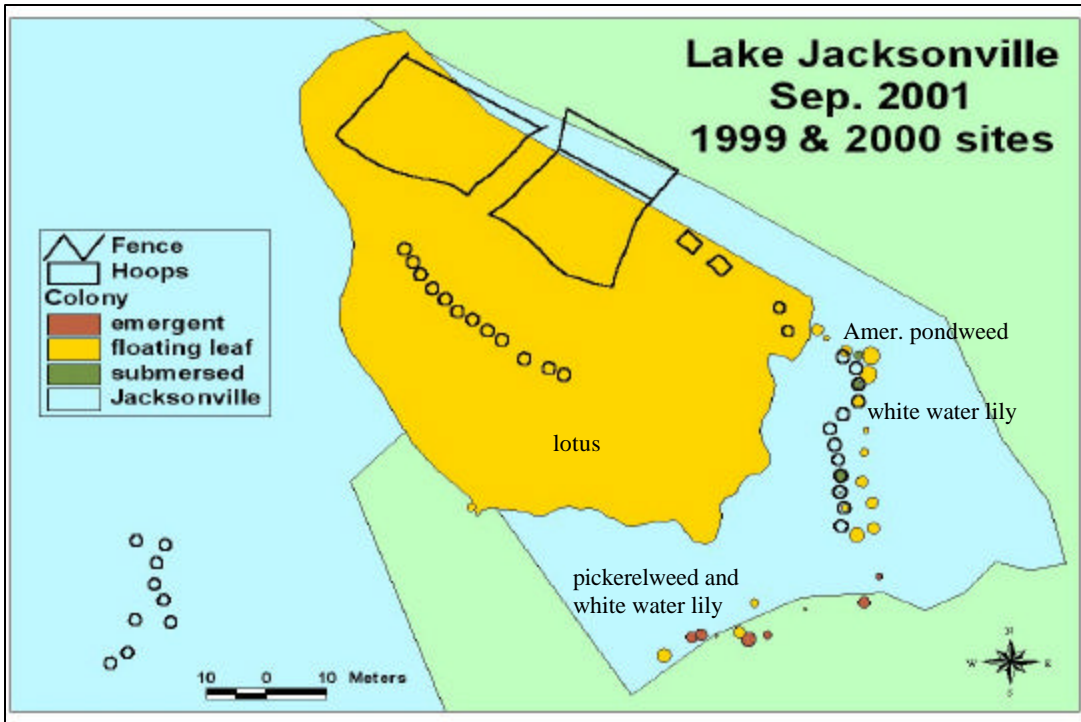 Lake Jacksonville
Sep. 2001
1999 & 2000 sites
Fence
Hoops
Colony
emergent
floating leaf
submersed
Jacksonville
Amer. pondweed
white water lily
lotus
pickerelweed and
white water lily
10 0 10 Meters
N
W E
S